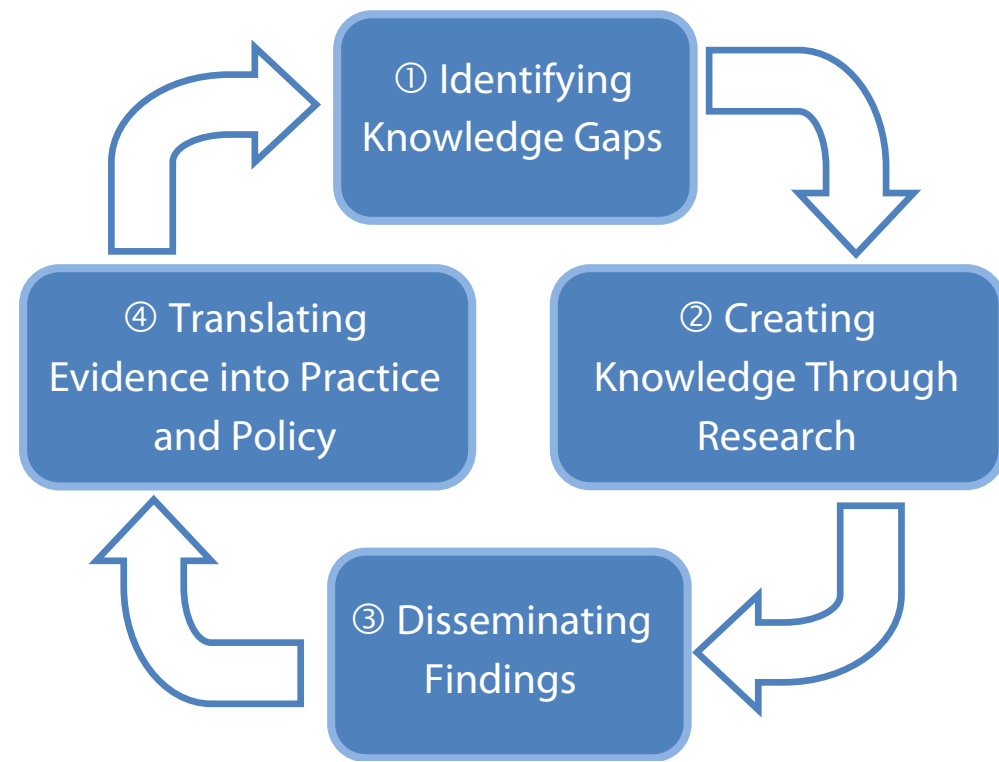 ① Identifying
Knowledge Gaps
② Creating
Knowledge Through
Research
③ Disseminating
Findings
④ Translating
Evidence into Practice
and Policy